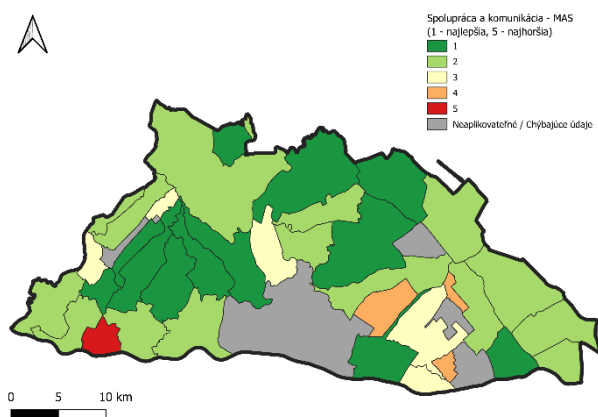 Spolupráca a komunikácia - MAS
(1 - najlepšia, 5 - najhoršia)
1
2
3
4
5
Neaplikovateľné / Chýbajúce údaje
0 5 10 km